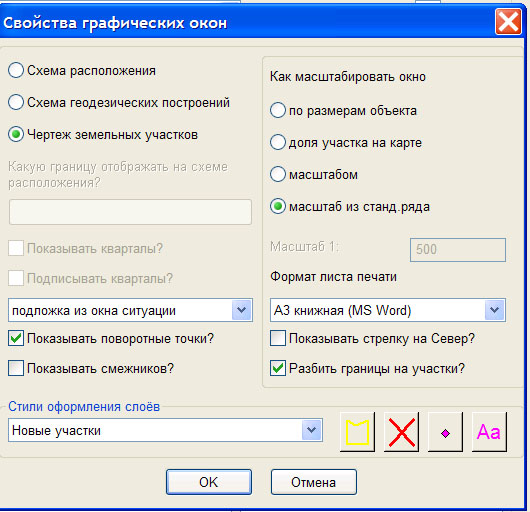 Свойства графических окон
Схема расположения
Схема геодезических построений
Чертеж земельных участков
Какую границу отображать на схеме
расположения?
Показывать кварталы?
Подписывать кварталы?
подложка из окна ситуации
Показывать поворотные точки?
Показывать смежников?
Как масштабировать окно
по размерам объекта
доля участка на карте
масштабом
масштаб из станд.ряда
Масштаб 1:
500
Формат листа печати
А3 книжная (MS Word)
Показывать стрелку на Север?
Разбить границы на участки?
Стили оформления слоёв
Новые участки
Aa
OK
Отмена